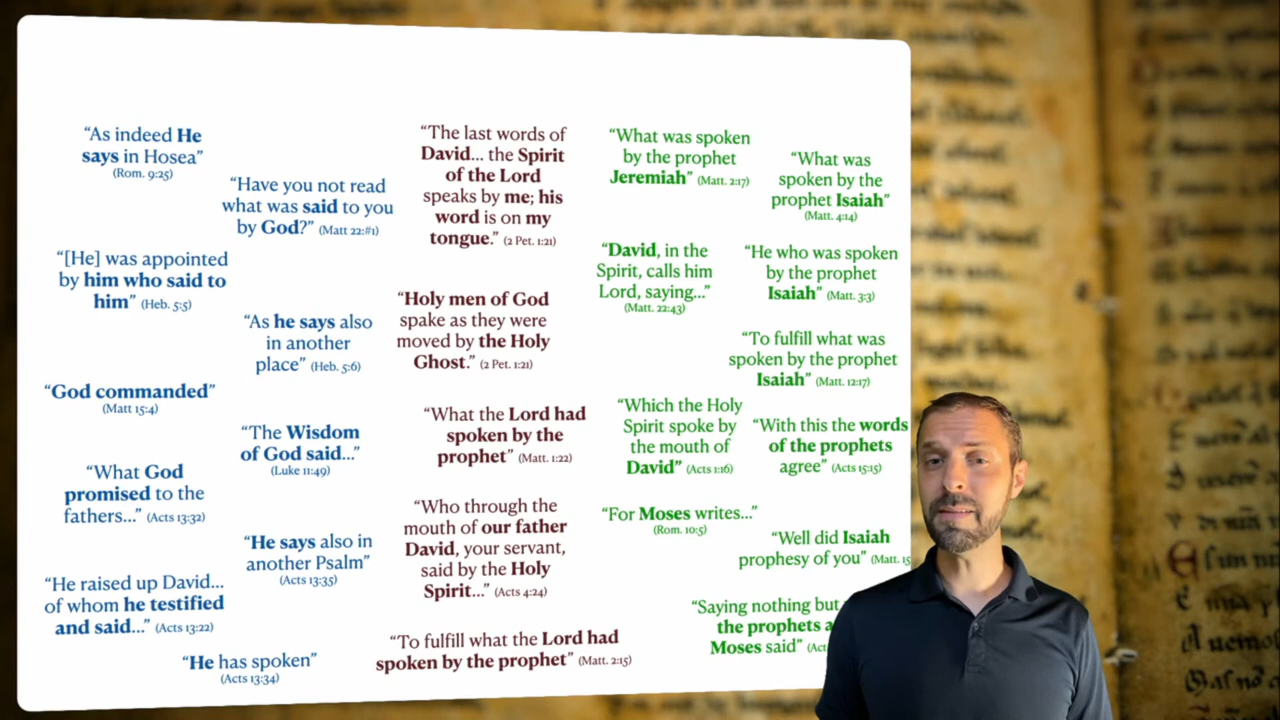 “As indeed He
says in Hosea”
(Rom. 9:25)
“Have you not read
what was said to you
by God?” (Matt 22:#1)
“[He] was appointed
by him who said to
him” (Heb. 5:5)
“As he says also
in another
place” (Heb. 5:6)
“God commanded”
(Matt 15:4)
“The Wisdom
of God said...”
(Luke 11:49)
“What God
promised to the
fathers...” (Acts 13:32)
“He says also in
another Psalm”
(Acts 13:35)
“He raised up David...
of whom he testified
and said...” (Acts 13:22)
“He has spoken”
(Acts 13:34)
“The last words of
David... the Spirit
of the Lord
speaks by me; his
word is on my
tongue.” (2 Pet. 1:21)
“Holy men of God
spake as they were
moved by the Holy
Ghost.” (2 Pet. 1:21)
“What the Lord had
spoken by the
prophet” (Matt. 1:22)
“Who through the
mouth of our father
David, your servant,
said by the Holy
Spirit...” (Acts 4:24)
“To fulfill what the Lord had
spoken by the prophet” (Matt. 2:15)
“What was spoken
by the prophet
Jeremiah” (Matt. 2:17)
“What was
spoken by the
prophet Isaiah”
(Matt. 4:14)
“David, in the
Spirit, calls him
Lord, saying...”
(Matt. 22:43)
“He who was spoken
by the prophet
Isaiah” (Matt. 3:3)
“To fulfill what was
spoken by the prophet
Isaiah” (Matt. 12:17)
“Which the Holy
Spirit spoke by
the mouth of
David” (Acts 1:16)
“With this the words
of the prophets
agree” (Acts 15:15)
“For Moses writes...”
(Rom. 10:5)
“Well did Isaiah
prophesy of you” (Matt. 15
“Saying nothing but
the prophets
Moses said”